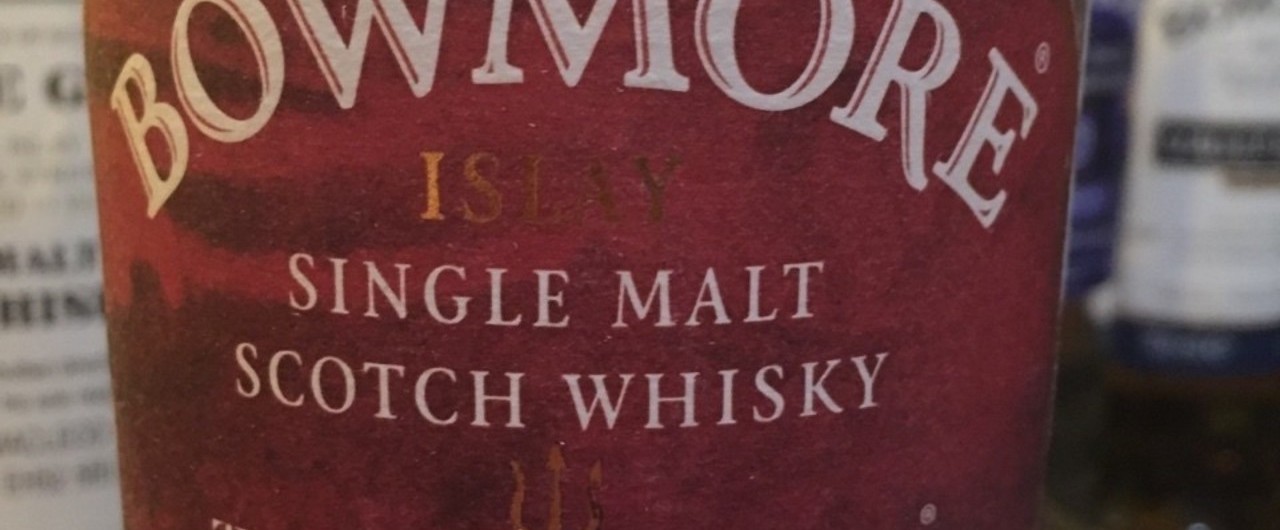 BOWMORE®
ISLAY
SINGLE MALT
SCOTCH WHISKY